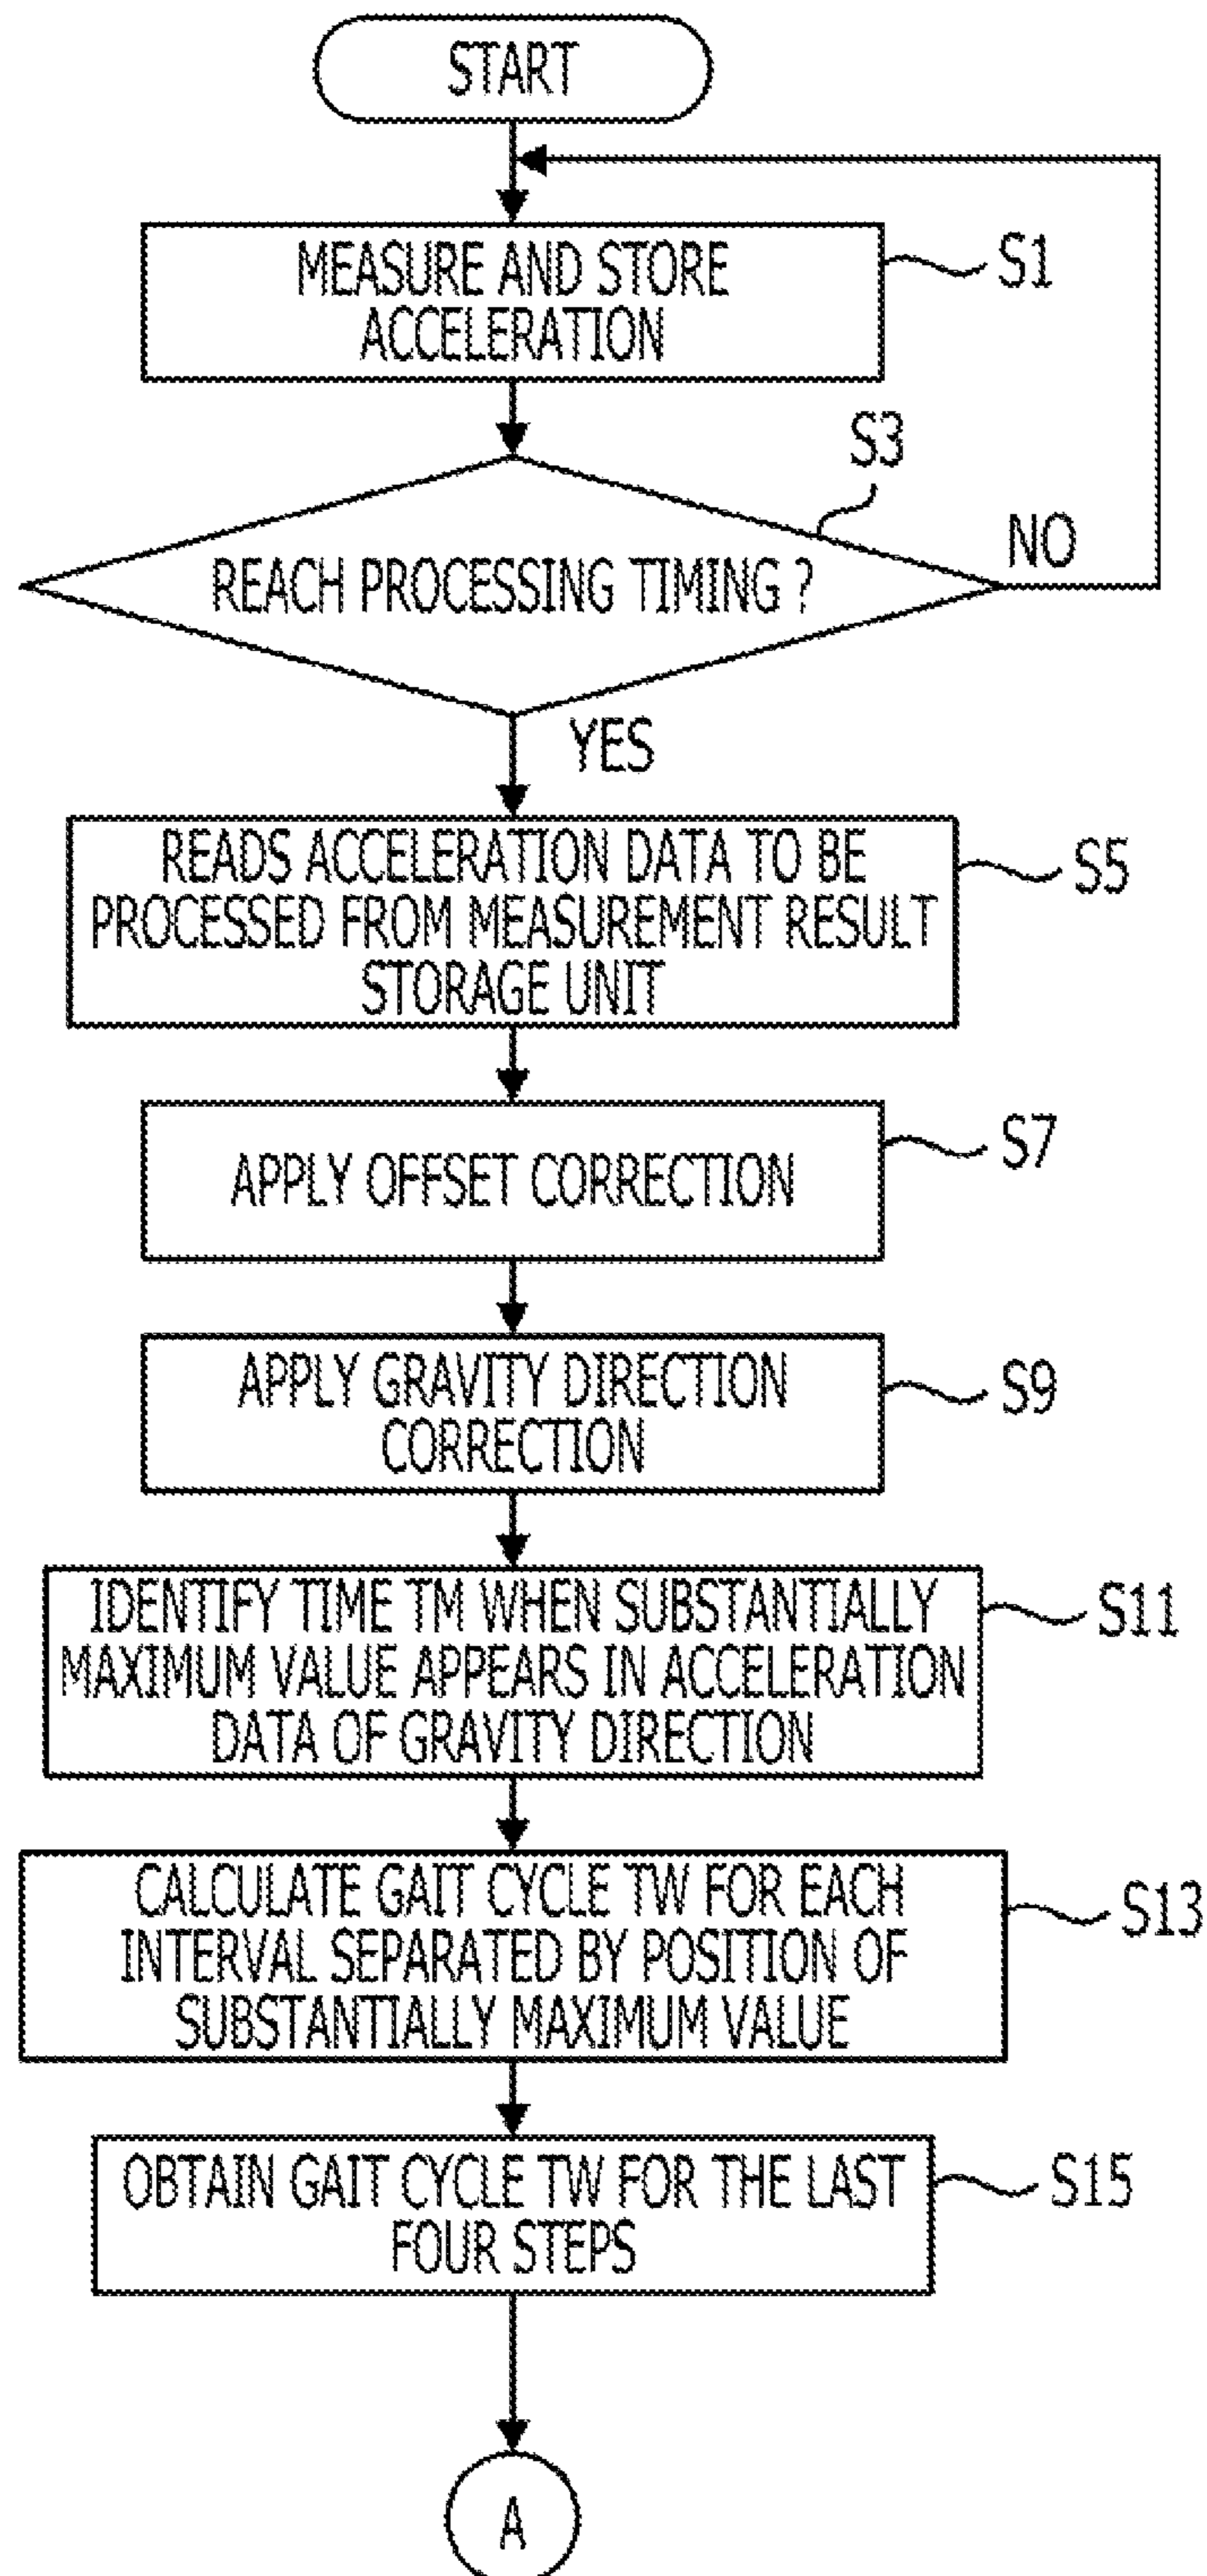 START
MEASURE AND STORE
ACCELERATION
S1
S3
REACH PROCESSING TIMING ?
NO
YES
READS ACCELERATION DATA TO BE
PROCESSED FROM MEASUREMENT RESULT
STORAGE UNIT
S5
APPLY OFFSET CORRECTION
S7
APPLY GRAVITY DIRECTION
CORRECTION
S9
IDENTIFY TIME TM WHEN SUBSTANTIALLY
MAXIMUM VALUE APPEARS IN ACCELERATION
DATA OF GRAVITY DIRECTION
S11
CALCULATE GAIT CYCLE TW FOR EACH
INTERVAL SEPARATED BY POSITION OF
SUBSTANTIALLY MAXIMUM VALUE
S13
OBTAIN GAIT CYCLE TW FOR THE LAST
FOUR STEPS
S15
A